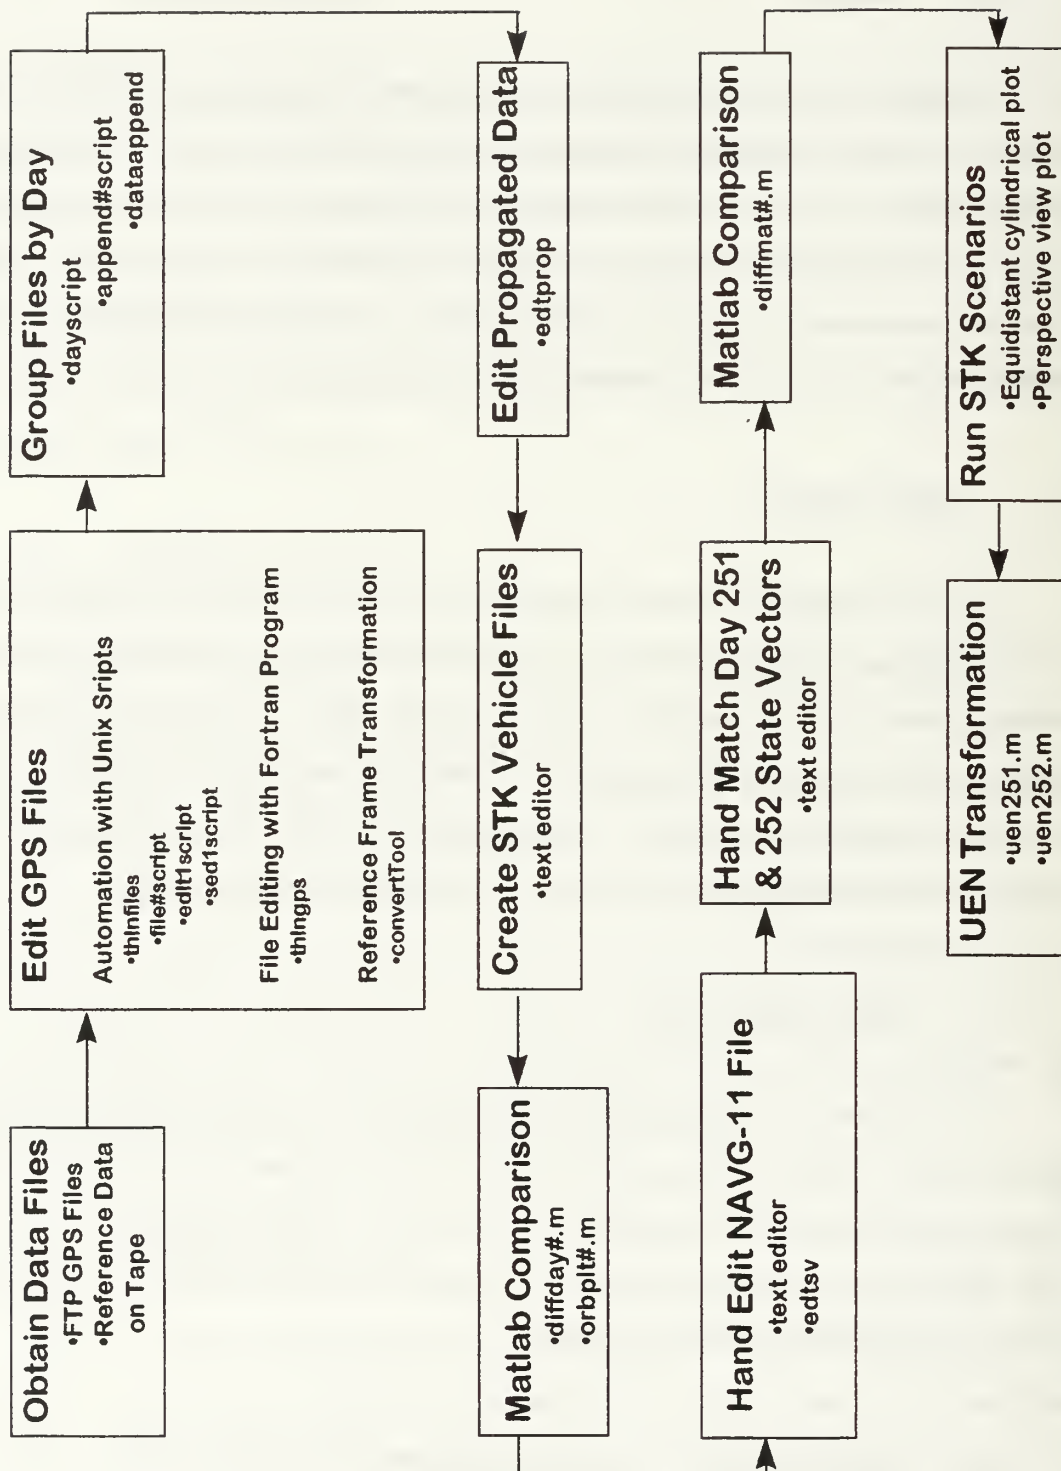 Obtain Data Files
•FTP GPS Files
•Reference Data
on Tape
Edit GPS Files
Automation with Unix Sripts
•thinfiles
•file#script
•edit1script
•sed1script
File Editing with Fortran Program
•thingps
Reference Frame Transformation
•convertTool
Group Files by Day
•dayscript
•append#script
•dataappend
Edit Propagated Data
•edtprop
Create STK Vehicle Files
•text editor
Matlab Comparison
•diffday#.m
•orbplt#.m
Hand Edit NAVG-11 File
•text editor
•edtsv
Hand Match Day 251
& 252 State Vectors
•text editor
Matlab Comparison
•diffmat#.m
Run STK Scenarios
•Equidistant cylindrical plot
•Perspective view plot
UEN Transformation
•uen251.m
•uen252.m